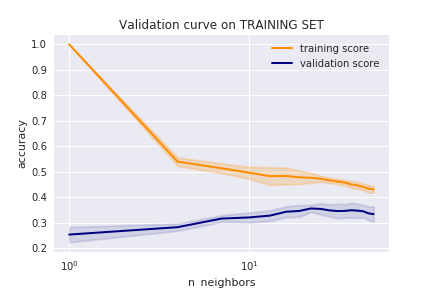 Validation curve on TRAINING SET
training score
validation score
1.0
0.9
0.8
0.7
0.6
0.5
0.4
0.3
0.2
accuracy
10⁰
10¹
n neighbors